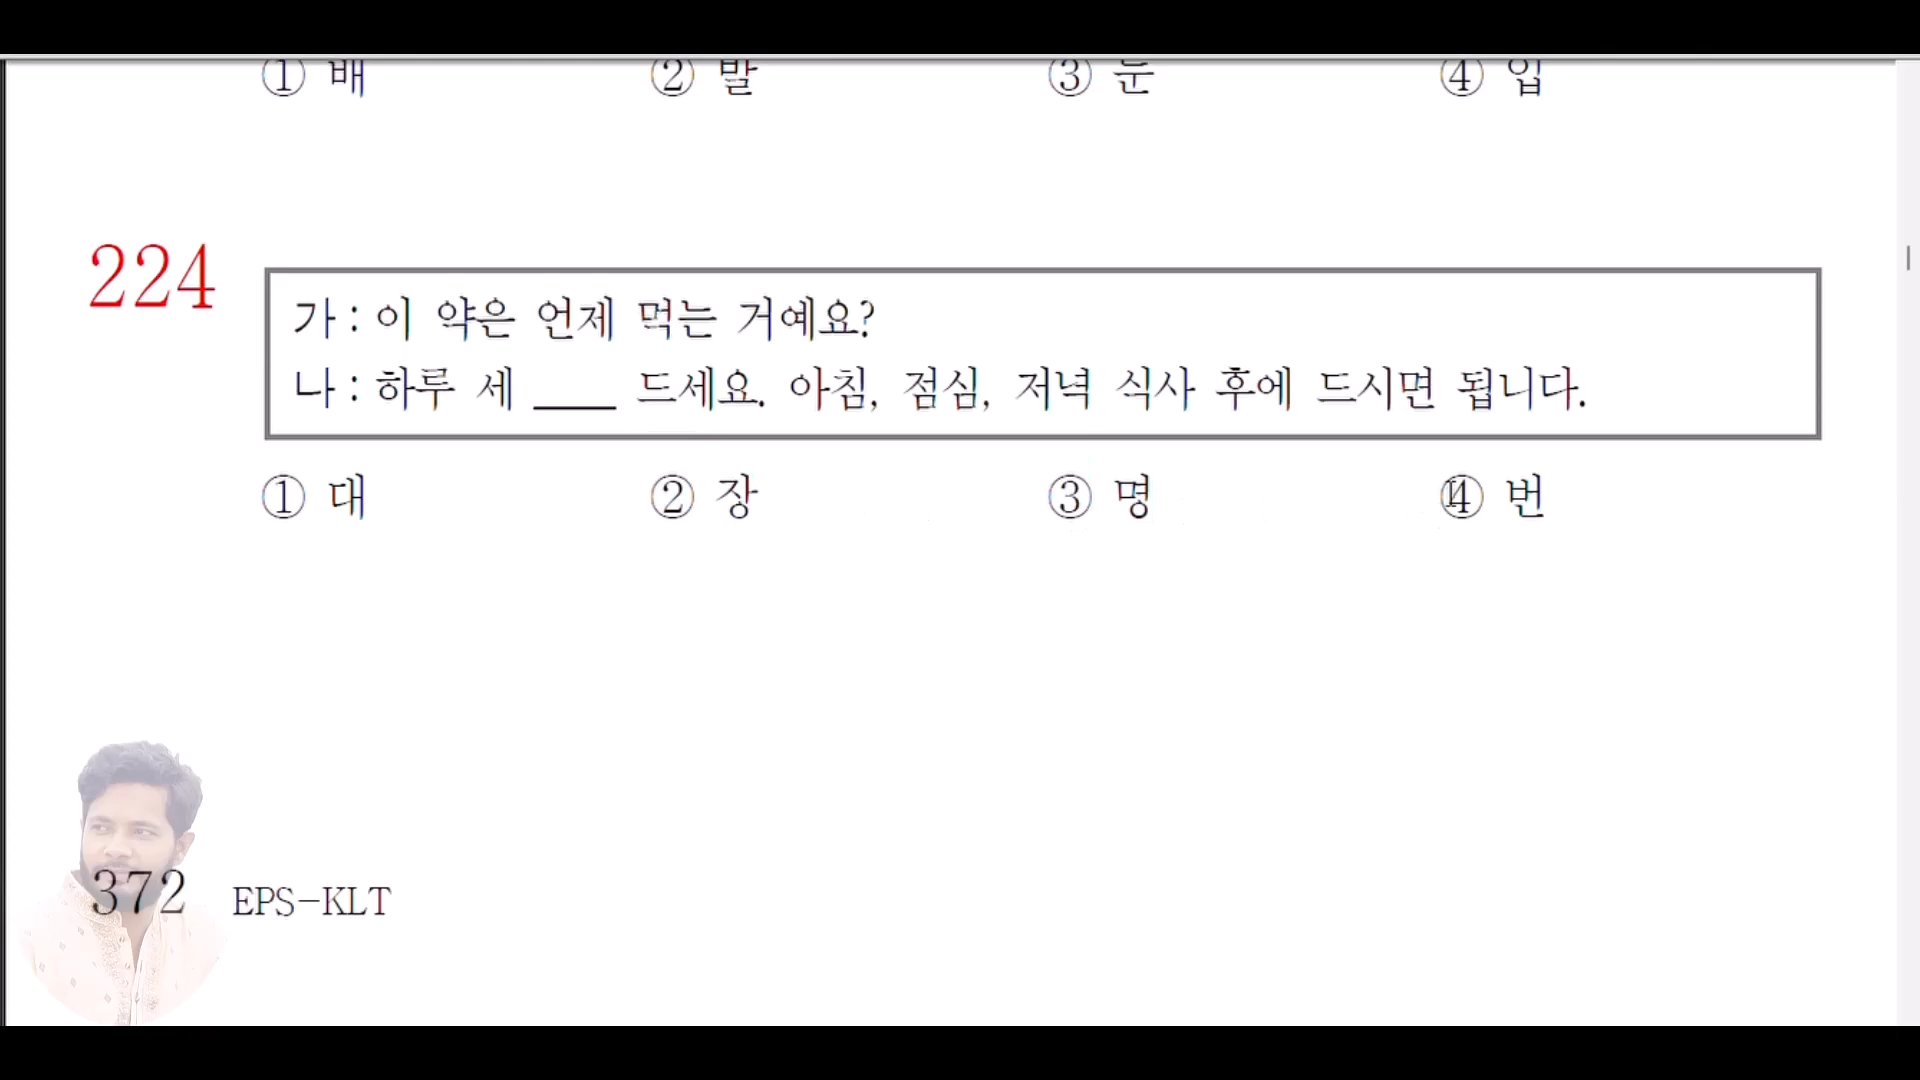 ① 배 ② 발 ③ 눈 ④ 입
224
가 : 이 약은 언제 먹는 거예요?
나 : 하루 세 ____ 드세요. 아침, 점심, 저녁 식사 후에 드시면 됩니다.
① 대 ② 장 ③ 명 ④ 번
372 EPS-KLT